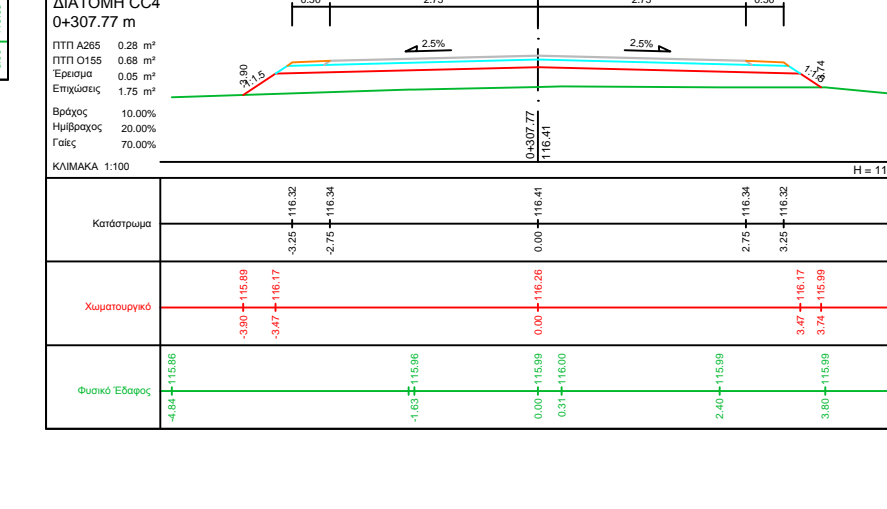 ΔΙΑΤΟΜΗ CC4
0+307.77 m
ΠΤΠ Α265 0.28 m²
ΠΤΠ Ο155 0.68 m²
Έρεισμα 0.05 m²
Επιχώσεις 1.75 m²
Βράχος 10.00%
Ημίβραχος 20.00%
Γαίες 70.00%
ΚΛΙΜΑΚΑ 1:100
0.50 2.75 2.75 0.50
2.5% 2.5%
-3.90 1:1.5 3.74
0+307.77 116.41
H = 11
Κατάστρωμα
116.32 116.34 116.41 116.34 116.32
-3.25 -2.75 0.00 2.75 3.25
Χωματουργικό
115.89 116.17 116.26 116.17 115.99
-3.90 -3.47 0.00 3.47 3.74
Φυσικό Έδαφος
115.86 115.96 115.99 116.00 115.99 115.99
-4.84 -1.63 0.00 0.31 2.40 3.80